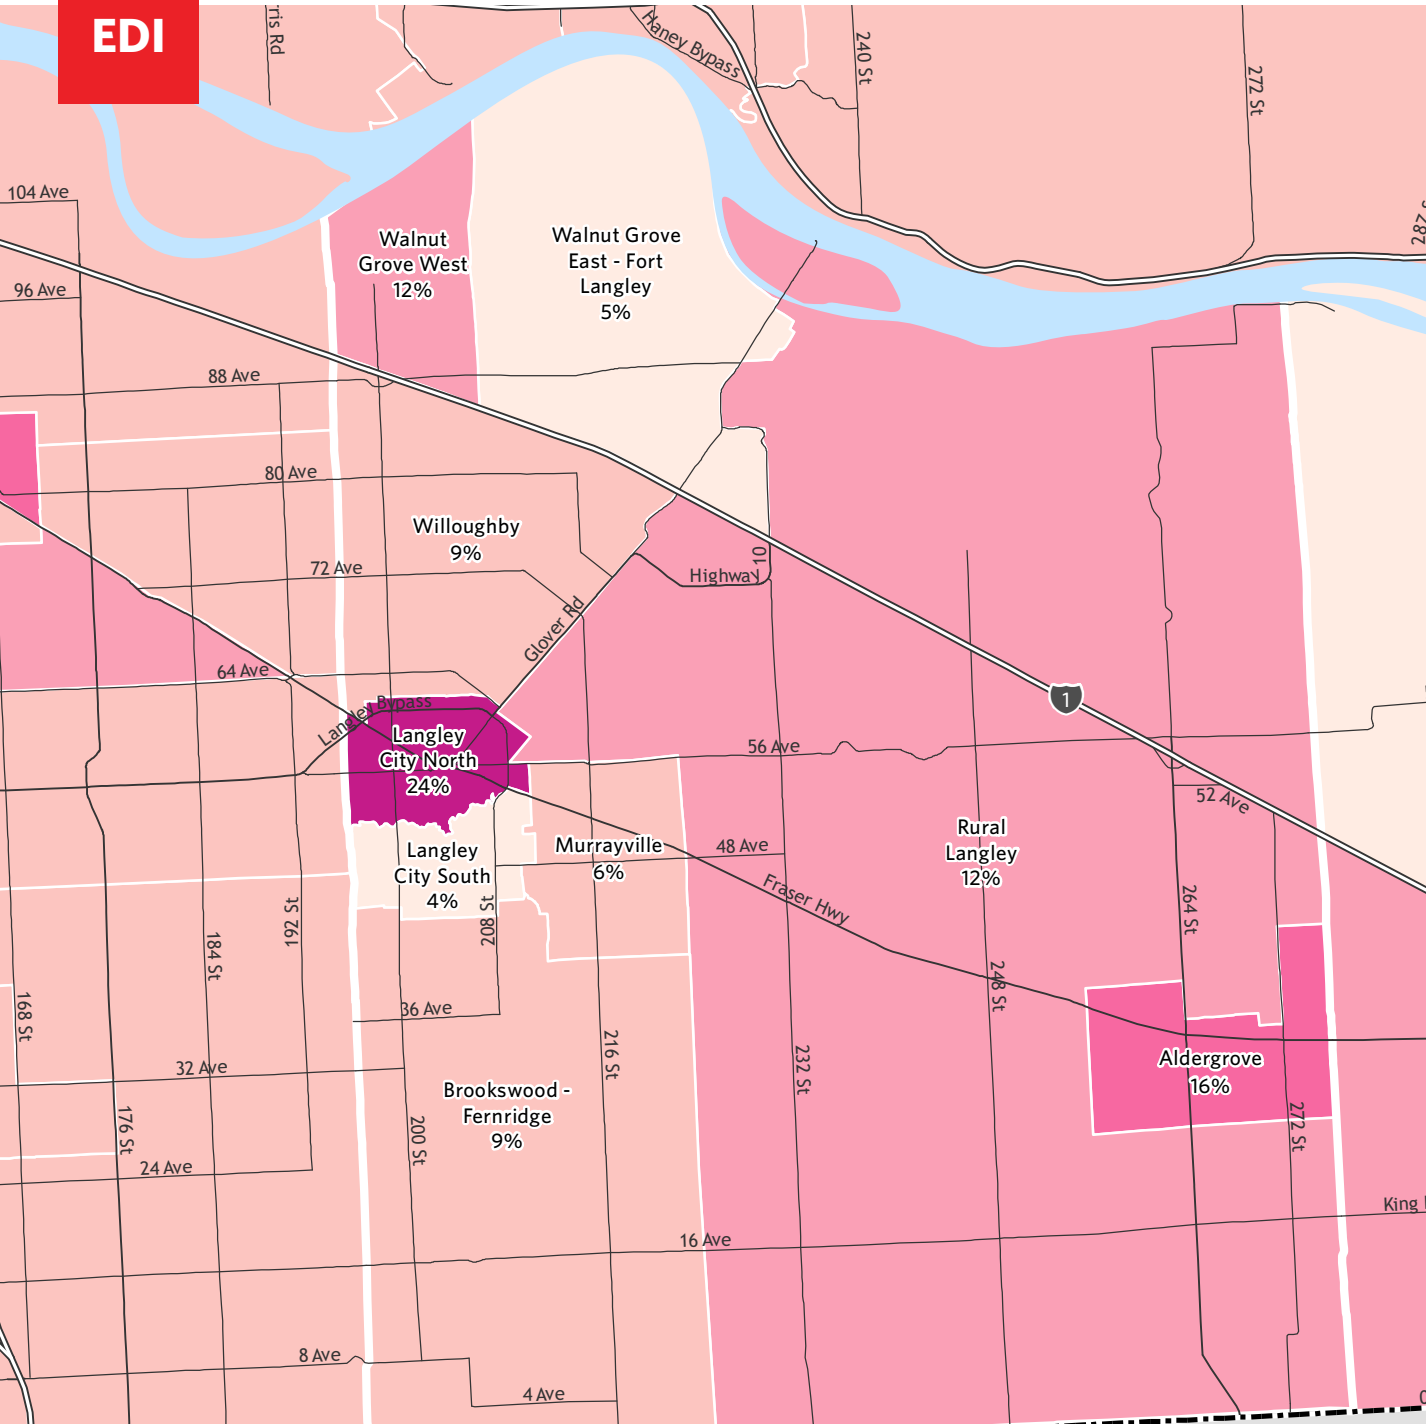 EDI
Haney Bypass
240 St
272 St
104 Ave
Walnut
Grove West
12%
Walnut Grove
East - Fort
Langley
5%
96 Ave
88 Ave
80 Ave
Willoughby
9%
72 Ave
Highway
10
Glover Rd
64 Ave
Langley Bypass
1
Langley
City North
24%
56 Ave
52 Ave
Langley
City South
4%
Murrayville
6%
48 Ave
Rural
Langley
12%
Fraser Hwy
192 St
208 St
264 St
184 St
168 St
248 St
36 Ave
216 St
232 St
32 Ave
Aldergrove
16%
Brookswood -
Fernridge
9%
176 St
200 St
272 St
24 Ave
King
16 Ave
8 Ave
4 Ave